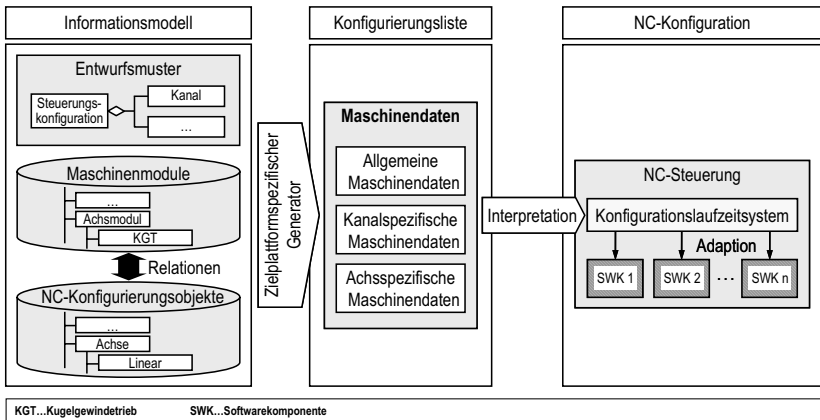 Informationsmodell
Konfigurierungsliste
NC-Konfiguration
Entwurfsmuster
Steuerungs-
konfiguration
Kanal
...
Maschinenmodule
...
Achsmodul
KGT
Relationen
NC-Konfigurierungsobjekte
...
Achse
Linear
Zielplattformspezifischer
Generator
Maschinendaten
Allgemeine
Maschinendaten
Kanalspezifische
Maschinendaten
Achsspezifische
Maschinendaten
Interpretation
NC-Steuerung
Konfigurationslaufzeitsystem
Adaption
SWK 1
SWK 2
...
SWK n
KGT...Kugelgewindetrieb
SWK...Softwarekomponente